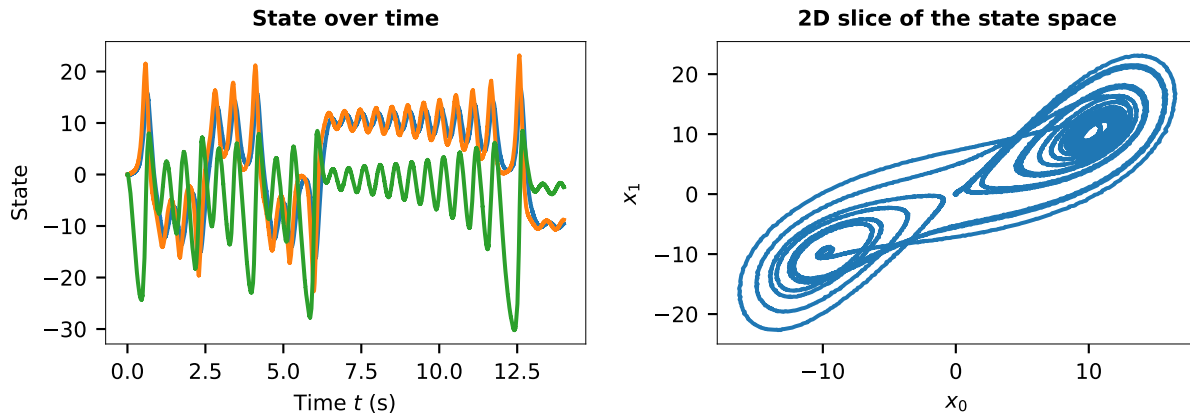 State over time
20
10
0
−10
−20
−30
State
0.0 2.5 5.0 7.5 10.0 12.5
Time t (s)
2D slice of the state space
20
10
0
−10
−20
x₁
−10 0 10
x₀